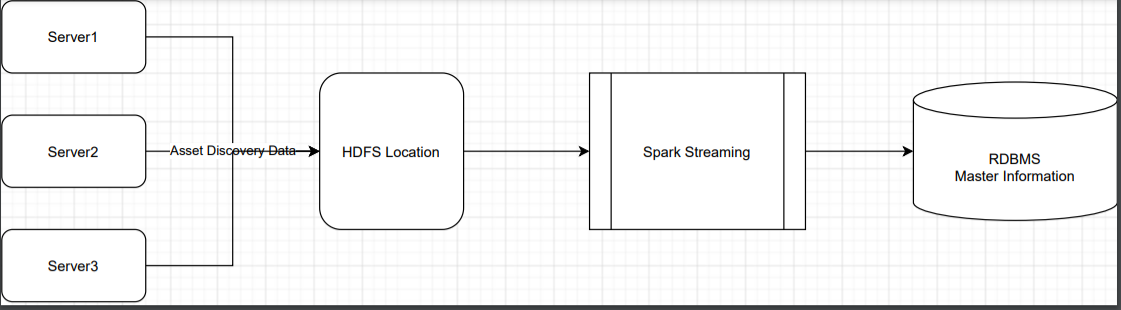 Server1
Server2
Server3
Asset Discovery Data
HDFS Location
Spark Streaming
RDBMS
Master Information